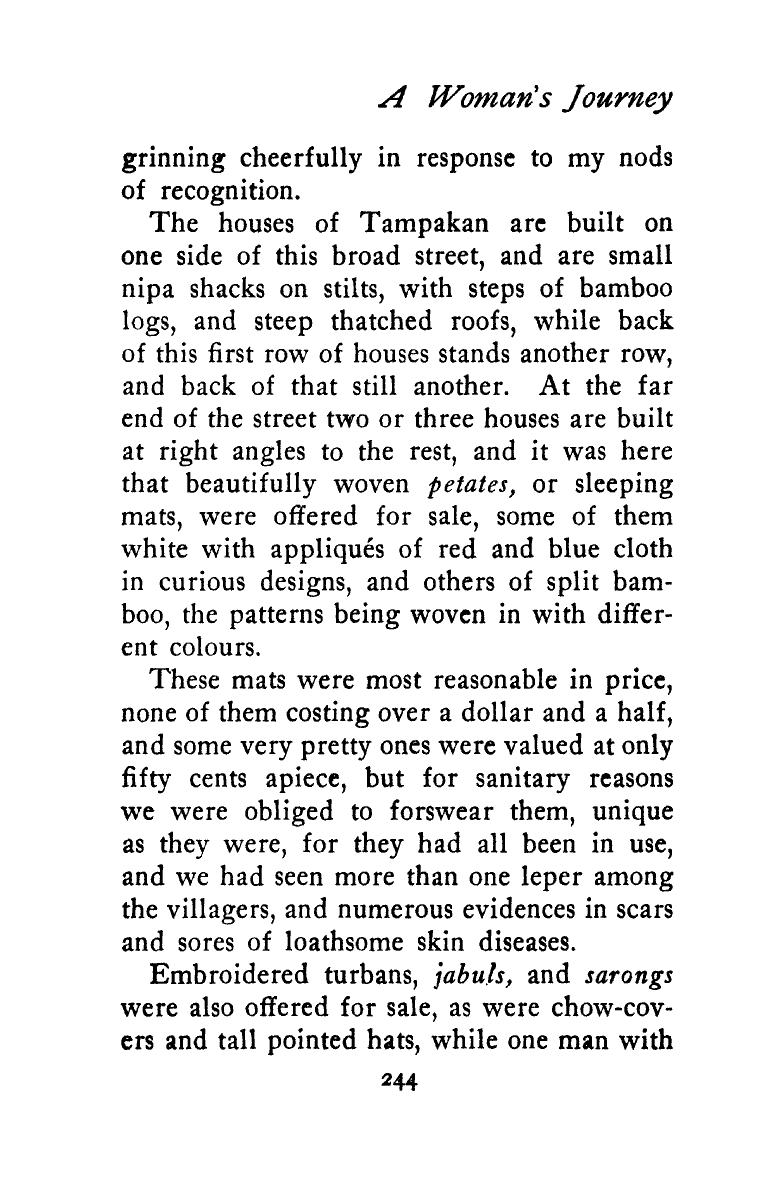 A Woman's Journey
grinning cheerfully in response to my nods
of recognition.
The houses of Tampakan are built on
one side of this broad street, and are small
nipa shacks on stilts, with steps of bamboo
logs, and steep thatched roofs, while back
of this first row of houses stands another row,
and back of that still another. At the far
end of the street two or three houses are built
at right angles to the rest, and it was here
that beautifully woven petates, or sleeping
mats, were offered for sale, some of them
white with appliqués of red and blue cloth
in curious designs, and others of split bam-
boo, the patterns being woven in with differ-
ent colours.
These mats were most reasonable in price,
none of them costing over a dollar and a half,
and some very pretty ones were valued at only
fifty cents apiece, but for sanitary reasons
we were obliged to forswear them, unique
as they were, for they had all been in use,
and we had seen more than one leper among
the villagers, and numerous evidences in scars
and sores of loathsome skin diseases.
Embroidered turbans, jabuls, and sarongs
were also offered for sale, as were chow-cov-
ers and tall pointed hats, while one man with
244